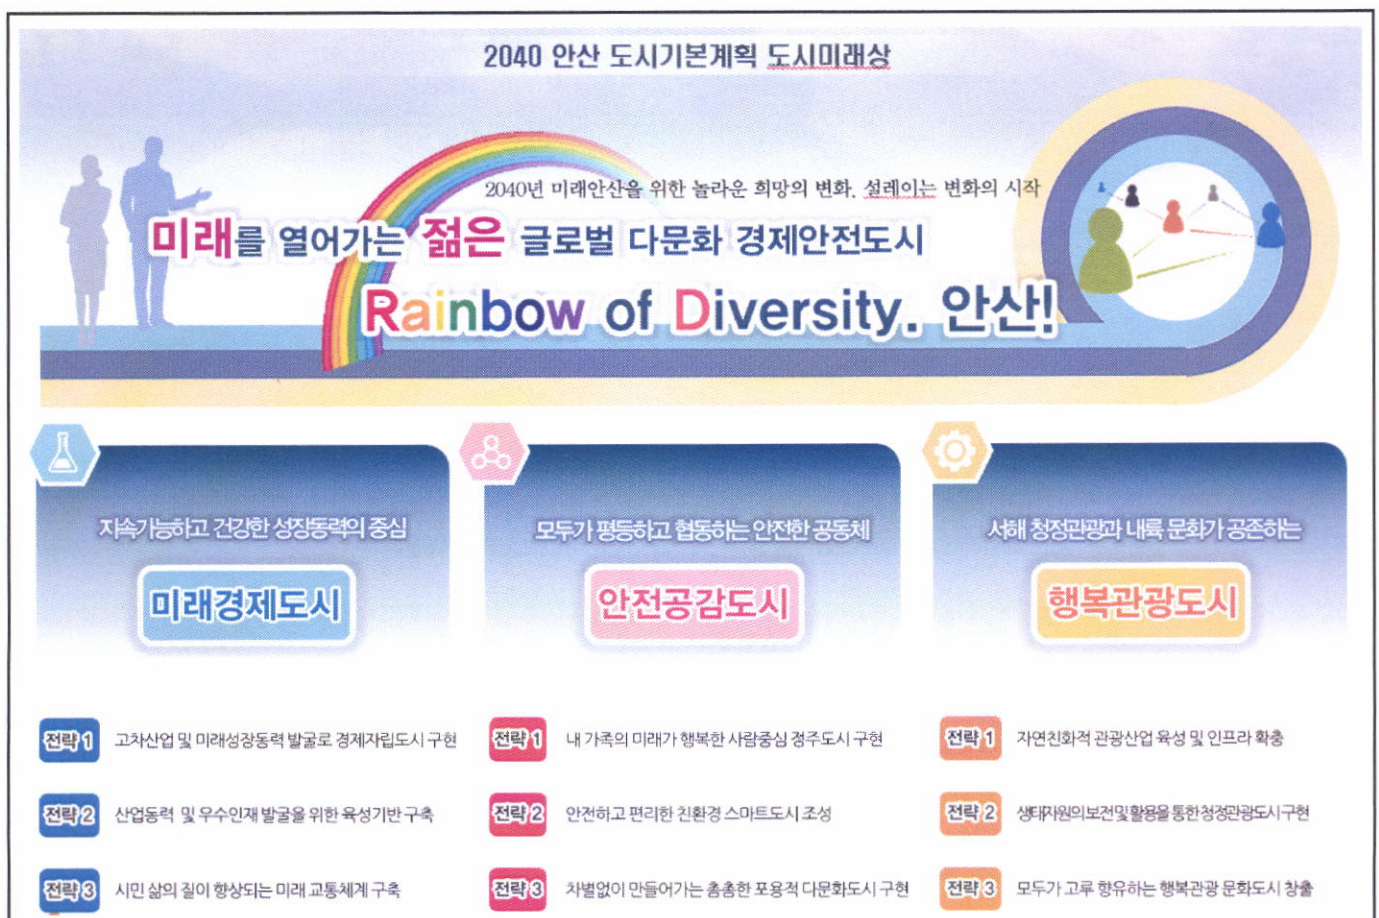 2040 안산 도시기본계획 도시미래상
2040년 미래안산을 위한 놀라운 희망의 변화. 설레이는 변화의 시작
미래를 열어가는 젊은 글로벌 다문화 경제안전도시
Rainbow of Diversity. 안산!
지속가능하고 건강한 성장동력의 중심
미래경제도시
전략 1 고차산업 및 미래성장동력 발굴로 경제자립도시 구현
전략 2 산업동력 및 우수인재 발굴을 위한 육성기반 구축
전략 3 시민 삶의 질이 향상되는 미래 교통체계 구축
모두가 평등하고 협동하는 안전한 공동체
안전공감도시
전략 1 내 가족의 미래가 행복한 사람중심 정주도시 구현
전략 2 안전하고 편리한 친환경 스마트도시 조성
전략 3 차별없이 만들어가는 촘촘한 포용적 다문화도시 구현
서해 청정관광과 내륙 문화가 공존하는
행복관광도시
전략 1 자연친화적 관광산업 육성 및 인프라 확충
전략 2 생태자원의 보전 및 활용을 통한 청정관광도시 구현
전략 3 모두가 고루 향유하는 행복관광 문화도시 창출